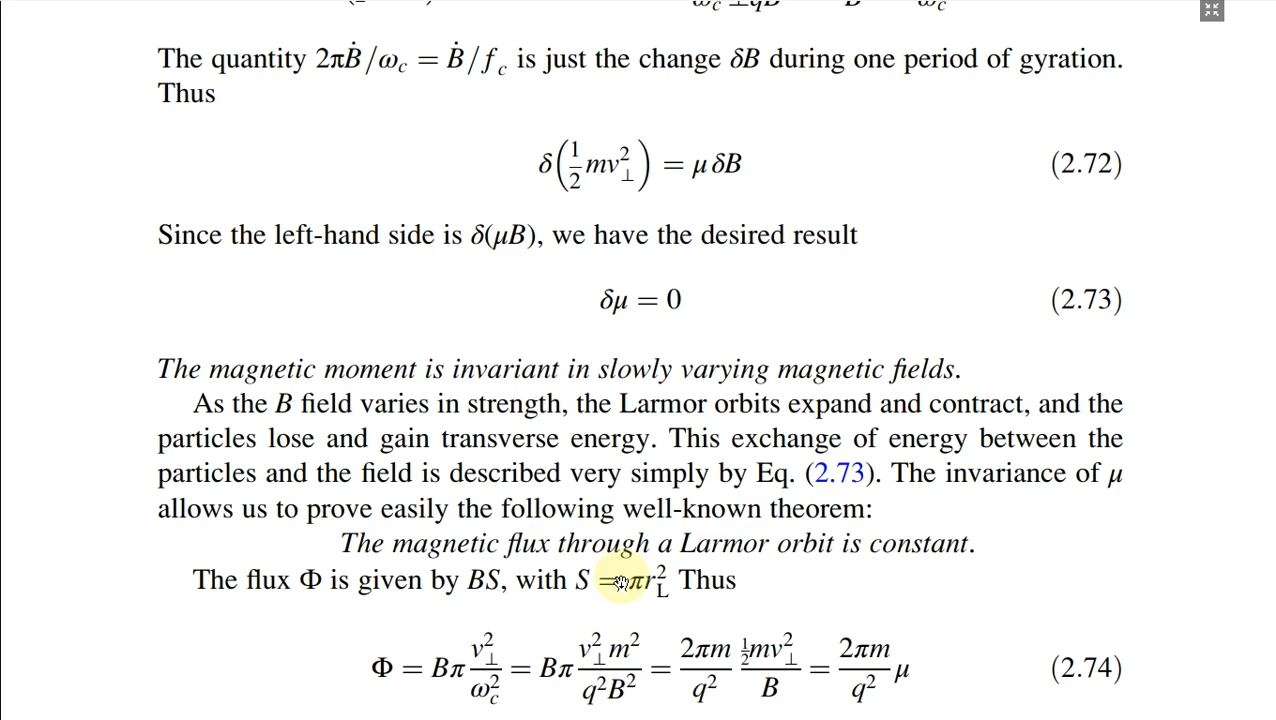 The quantity 2πḂ/ω_c = Ḃ/f_c is just the change δB during one period of gyration.
Thus
δ(1/2 mv⊥²) = μ δB (2.72)
Since the left-hand side is δ(μB), we have the desired result
δμ = 0 (2.73)
The magnetic moment is invariant in slowly varying magnetic fields.
As the B field varies in strength, the Larmor orbits expand and contract, and the
particles lose and gain transverse energy. This exchange of energy between the
particles and the field is described very simply by Eq. (2.73). The invariance of μ
allows us to prove easily the following well-known theorem:
The magnetic flux through a Larmor orbit is constant.
The flux Φ is given by BS, with S = πr_L² Thus
Φ = Bπ v⊥²/ω_c² = Bπ v⊥²m²/q²B² = 2πm/q² ½mv⊥²/B = 2πm/q² μ (2.74)